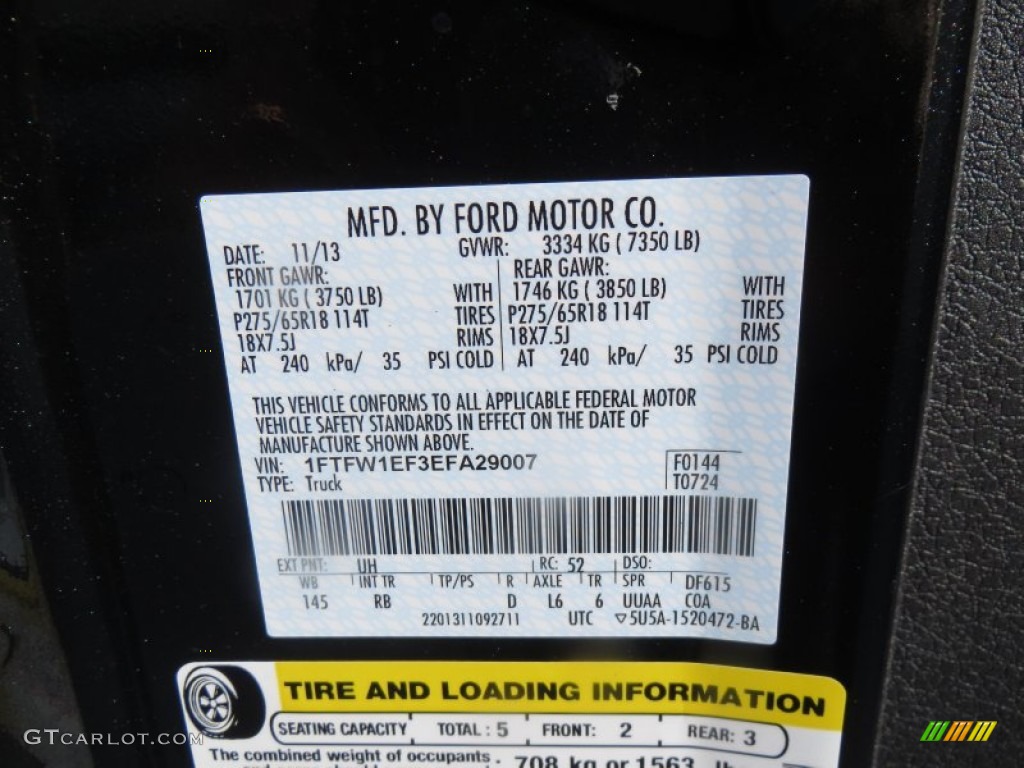 MFD. BY FORD MOTOR CO.
DATE: 11/13 GVWR: 3334 KG ( 7350 LB)
FRONT GAWR: REAR GAWR:
1701 KG ( 3750 LB) WITH 1746 KG ( 3850 LB) WITH
P275/65R18 114T TIRES P275/65R18 114T TIRES
18X7.5J RIMS 18X7.5J RIMS
AT 240 kPa/ 35 PSI COLD AT 240 kPa/ 35 PSI COLD
THIS VEHICLE CONFORMS TO ALL APPLICABLE FEDERAL MOTOR
VEHICLE SAFETY STANDARDS IN EFFECT ON THE DATE OF
MANUFACTURE SHOWN ABOVE.
VIN: 1FTFW1EF3EFA29007 F0144
TYPE: Truck T0724
EXT PNT: UH RC: 52 DSO:
WB INT TR TP/PS R AXLE TR SPR DF615
145 RB D L6 6 UUAA C0A
2201311092711 UTC ▽5U5A-1520472-BA
TIRE AND LOADING INFORMATION
SEATING CAPACITY TOTAL: 5 FRONT: 2 REAR: 3
The combined weight of occupants 708 kg or 1563
GTCarLot.com